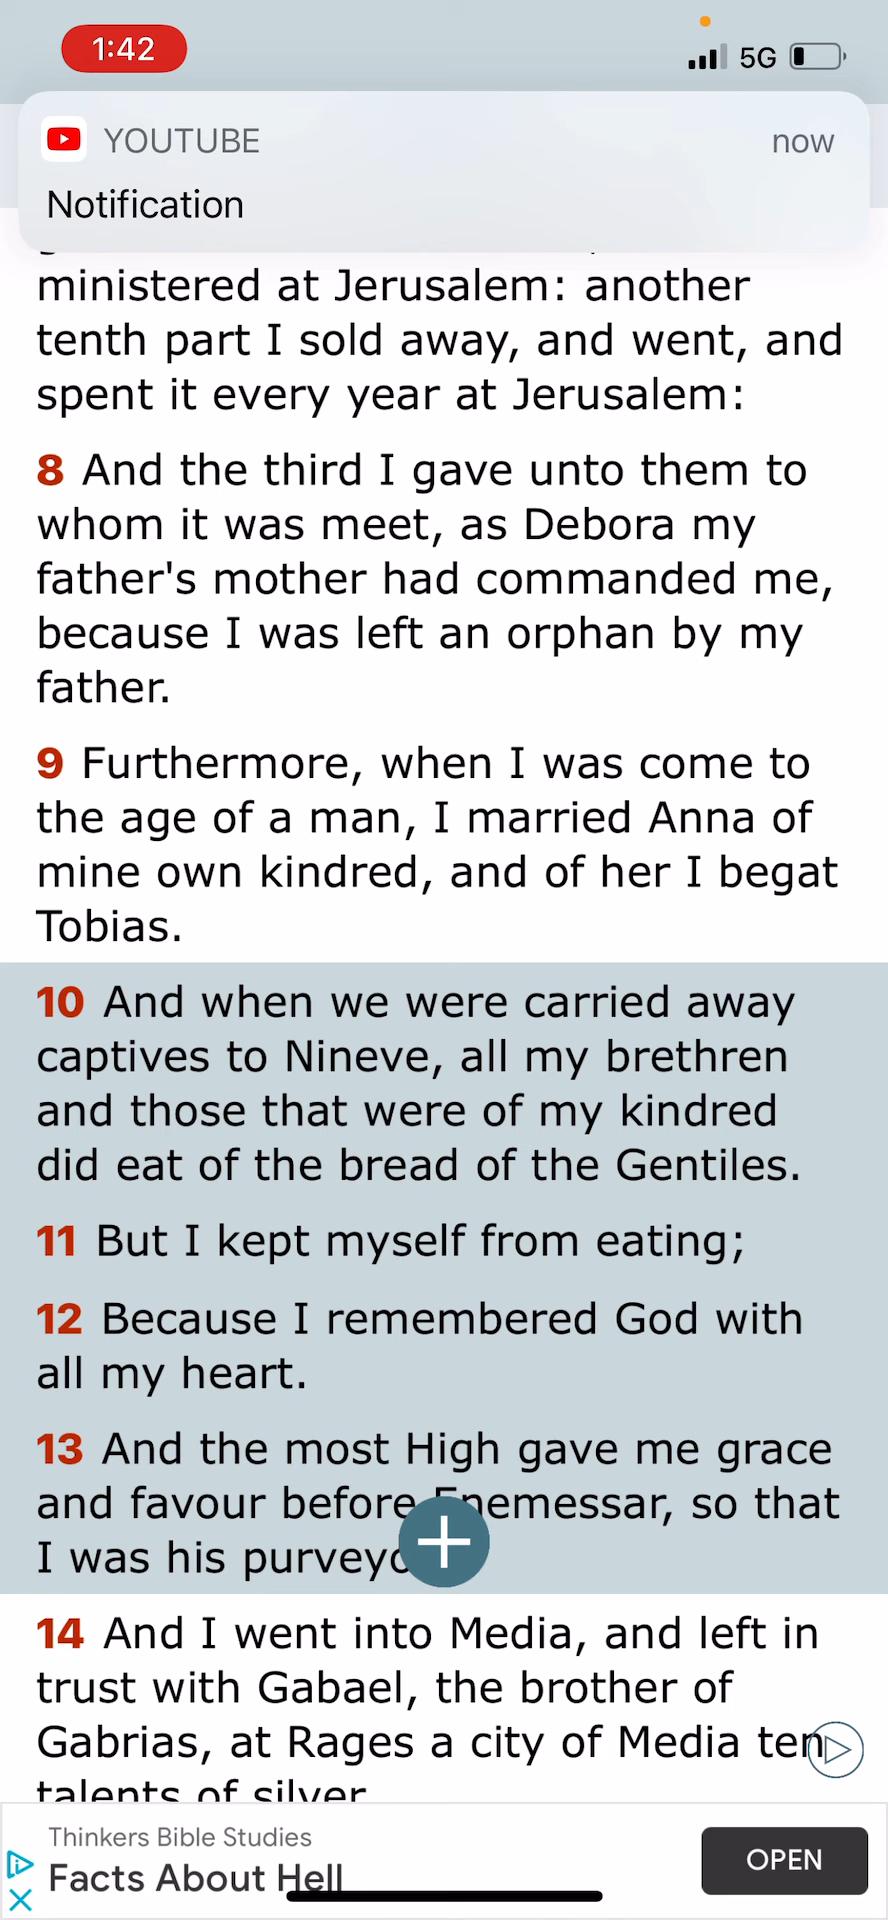 1:42
5G
YOUTUBE
now
Notification
ministered at Jerusalem: another
tenth part I sold away, and went, and
spent it every year at Jerusalem:
8 And the third I gave unto them to
whom it was meet, as Debora my
father's mother had commanded me,
because I was left an orphan by my
father.
9 Furthermore, when I was come to
the age of a man, I married Anna of
mine own kindred, and of her I begat
Tobias.
10 And when we were carried away
captives to Nineve, all my brethren
and those that were of my kindred
did eat of the bread of the Gentiles.
11 But I kept myself from eating;
12 Because I remembered God with
all my heart.
13 And the most High gave me grace
and favour before Enemessar, so that
I was his
14 And I went into Media, and left in
trust with Gabael, the brother of
Gabrias, at Rages a city of Media ten
talents of silver
Thinkers Bible Studies
Facts About Hell
OPEN